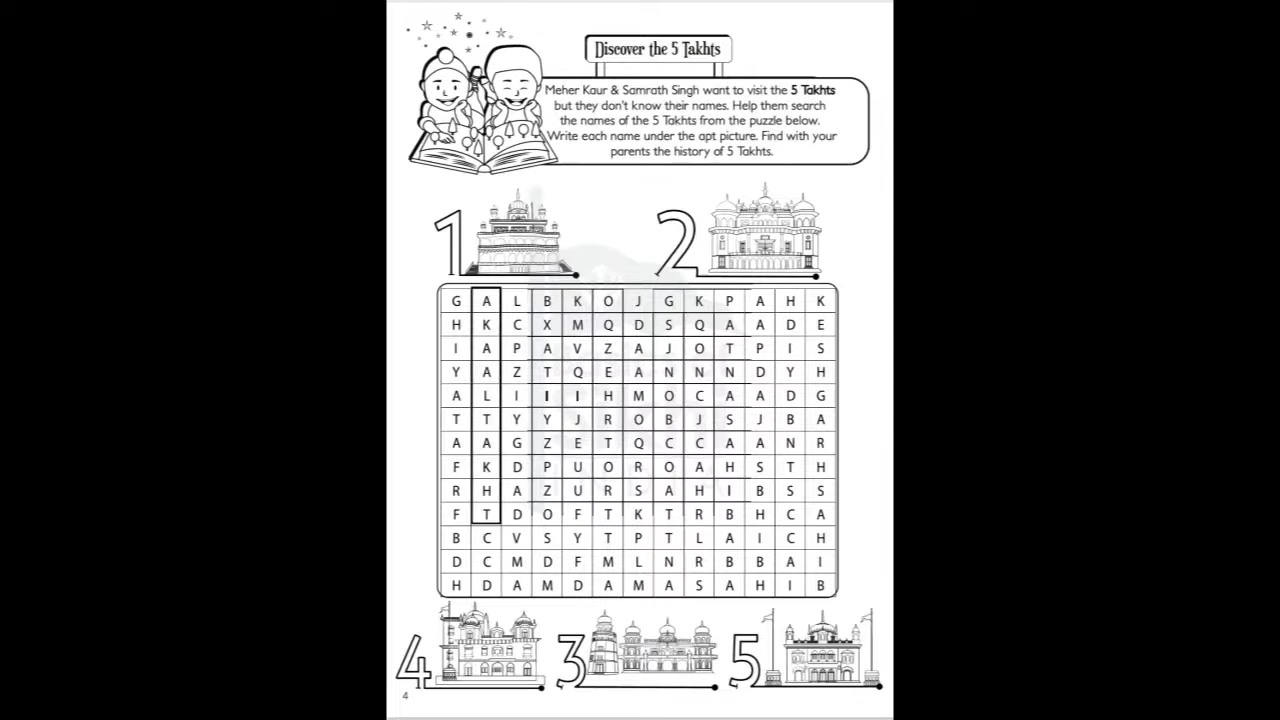 Discover the 5 Takhts
Meher Kaur & Samrath Singh want to visit the 5 Takhts
but they don't know their names. Help them search
the names of the 5 Takhts from the puzzle below.
Write each name under the apt picture. Find with your
parents the history of 5 Takhts.
1 2
G A L B K O J G K P A H K
H K C X M Q D S Q A A D E
I A P A V Z A J O T P I S
Y A Z T Q E A N N N D Y H
A L I I I H M O C A A D G
T T Y Y J R O B J S J B A
A A G Z E T Q C C A A N R
F K D P U O R O A H S T H
R H A Z U R S A H I B S S
F T D O F T K T R B H C A
B C V S Y T P T L A I C H
D C M D F M L N R B B A I
H D A M D A M A S A H I B
4 3 5
4